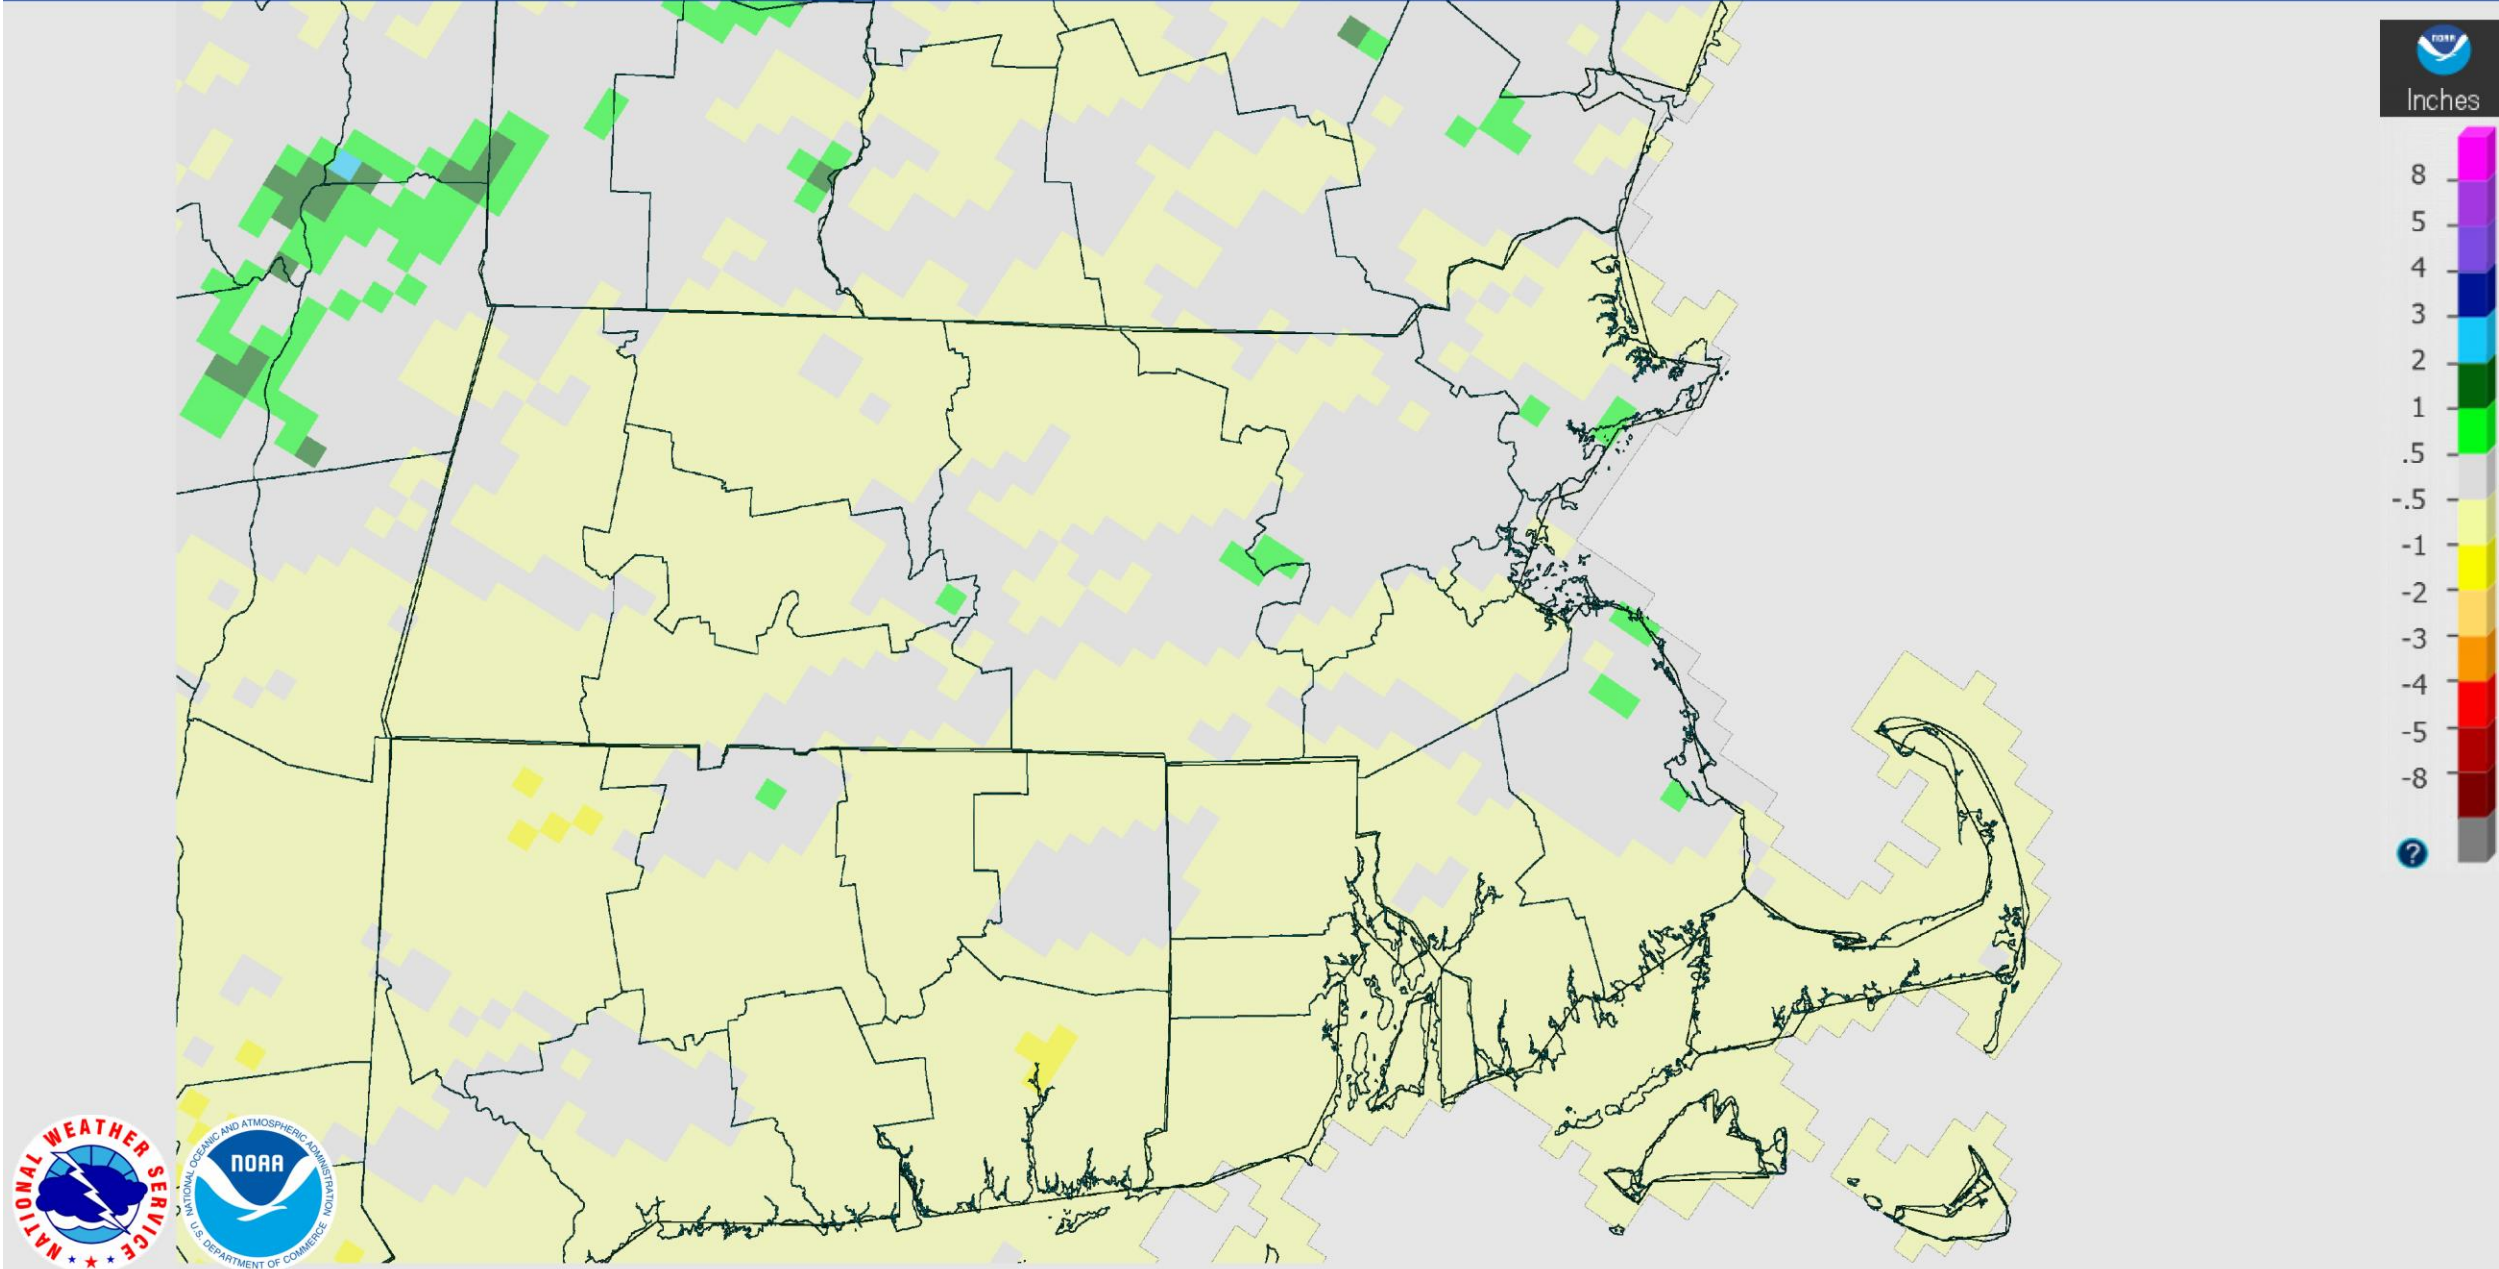 NOAA
Inches
8
5
4
3
2
1
.5
-.5
-1
-2
-3
-4
-5
-8
?
NATIONAL WEATHER SERVICE
NATIONAL OCEANIC AND ATMOSPHERIC ADMINISTRATION
NOAA
U.S. DEPARTMENT OF COMMERCE